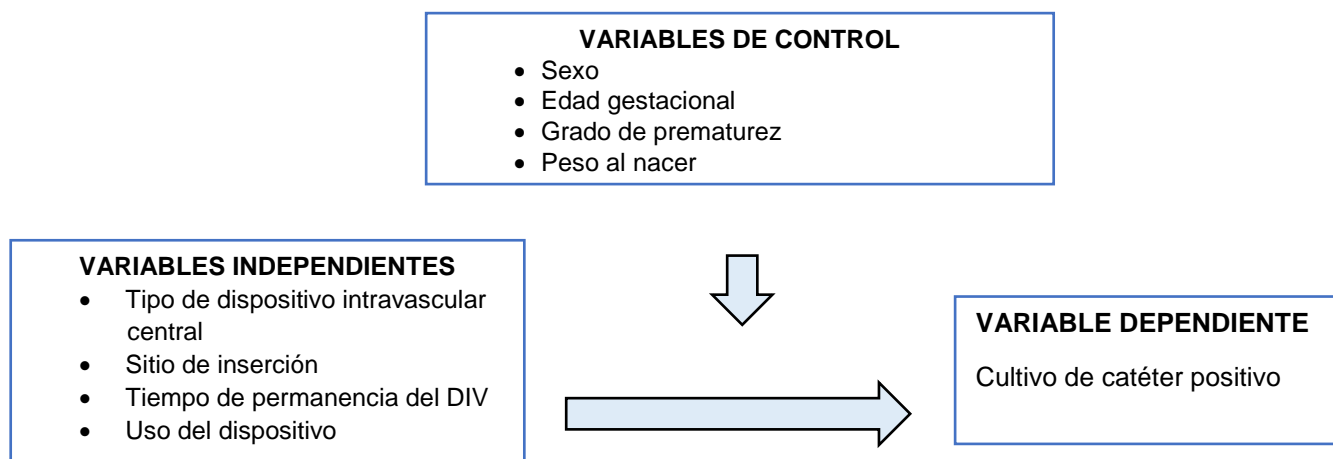 VARIABLES DE CONTROL
• Sexo
• Edad gestacional
• Grado de prematurez
• Peso al nacer
VARIABLES INDEPENDIENTES
• Tipo de dispositivo intravascular
central
• Sitio de inserción
• Tiempo de permanencia del DIV
• Uso del dispositivo
VARIABLE DEPENDIENTE
Cultivo de catéter positivo